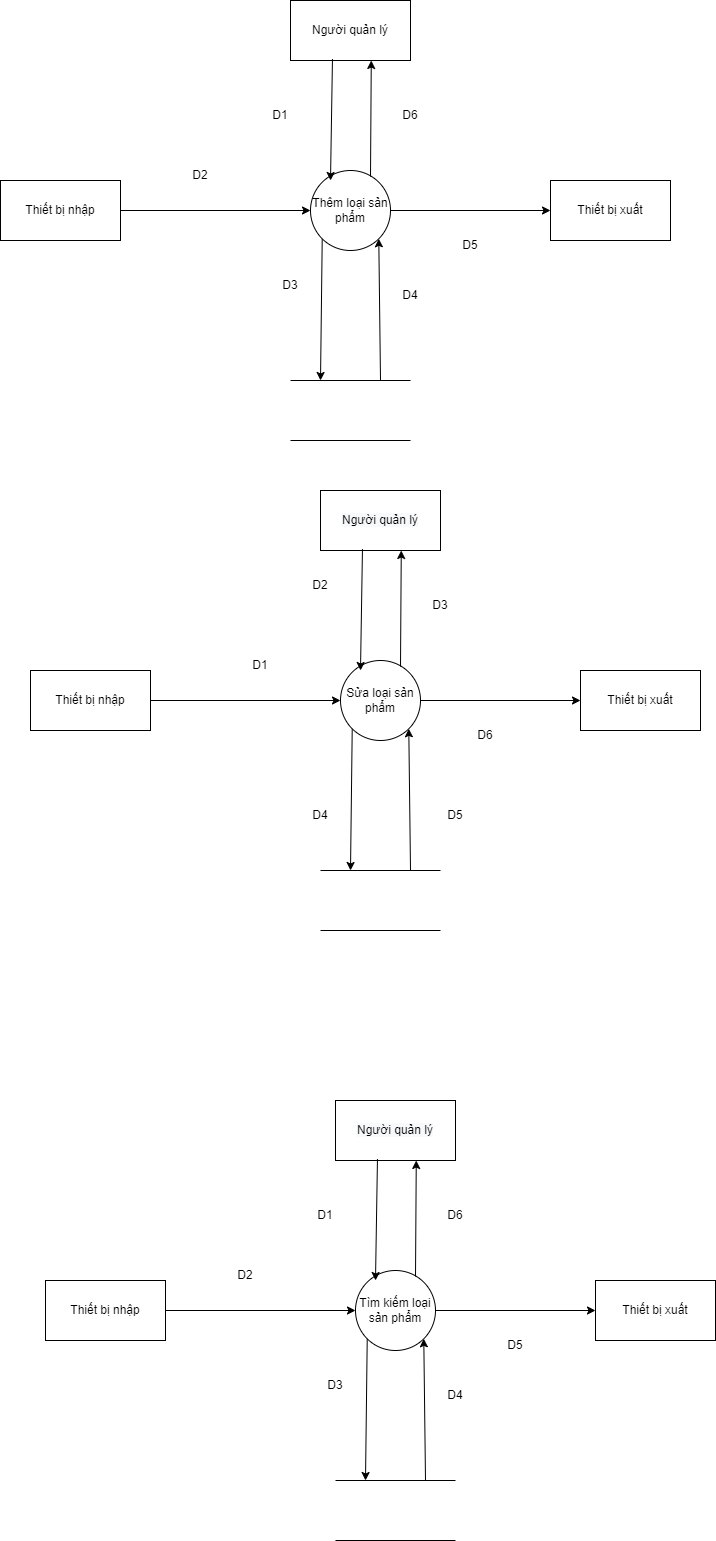 Người quản lý
D1
D6
D2
Thiết bị nhập
Thêm loại sản
phẩm
Thiết bị xuất
D5
D3
D4
Người quản lý
D2
D3
D1
Thiết bị nhập
Sửa loại sản
phẩm
Thiết bị xuất
D6
D4
D5
Người quản lý
D1
D6
D2
Thiết bị nhập
Tìm kiếm loại
sản phẩm
Thiết bị xuất
D5
D3
D4